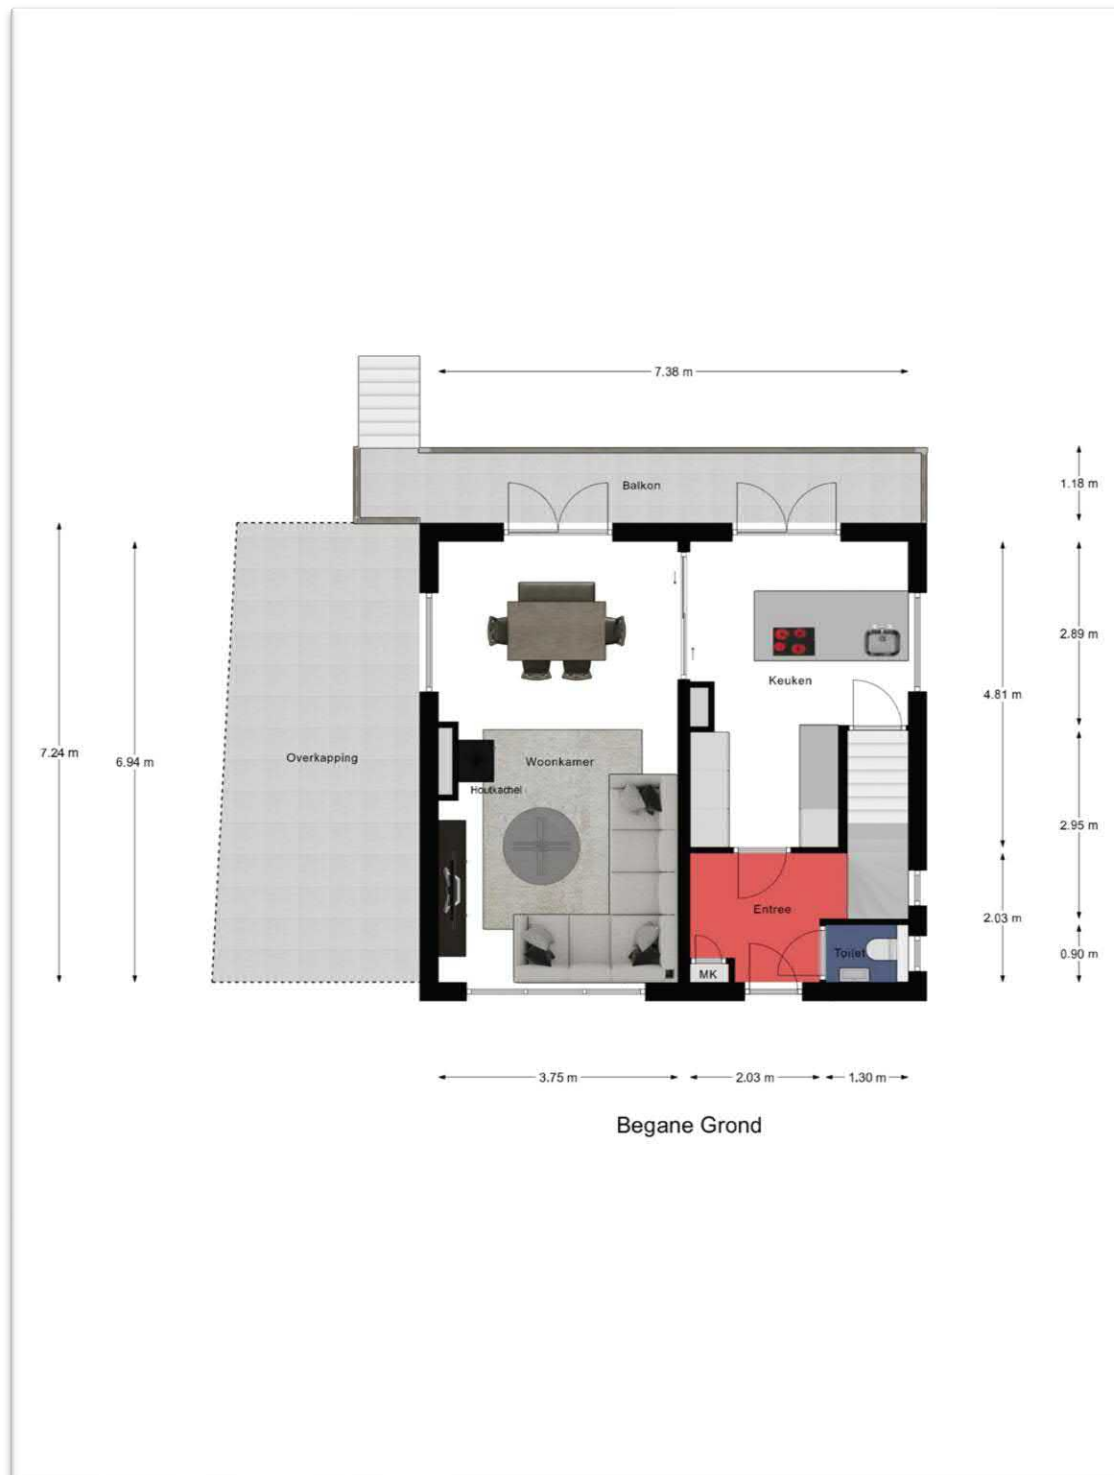 7.38 m
Balkon
1.18 m
2.89 m
Keuken
4.81 m
7.24 m
6.94 m
Overkapping
Woonkamer
Houtkachel
2.95 m
Entree
2.03 m
Toilet
0.90 m
MK
3.75 m
2.03 m
1.30 m
Begane Grond